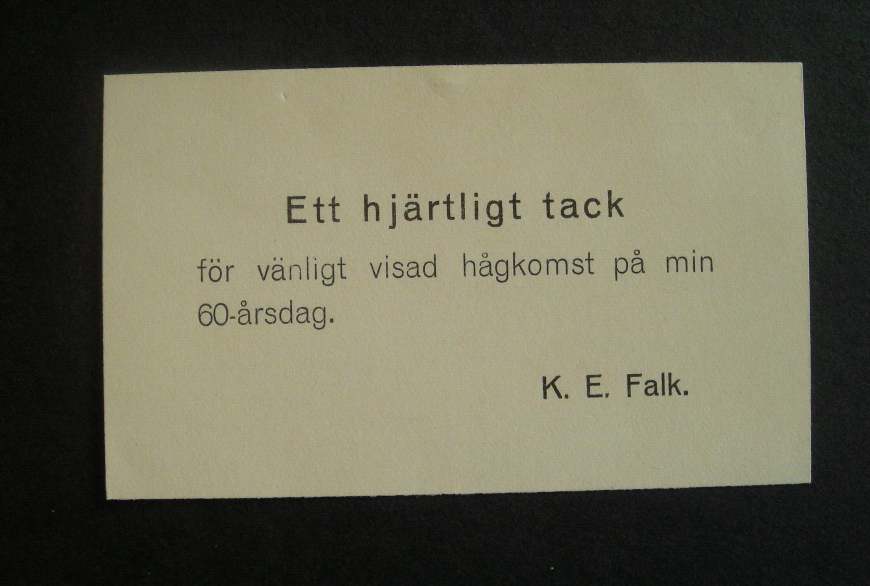 Ett hjärtligt tack
för vänligt visad hågkomst på min
60-årsdag.
K. E. Falk.